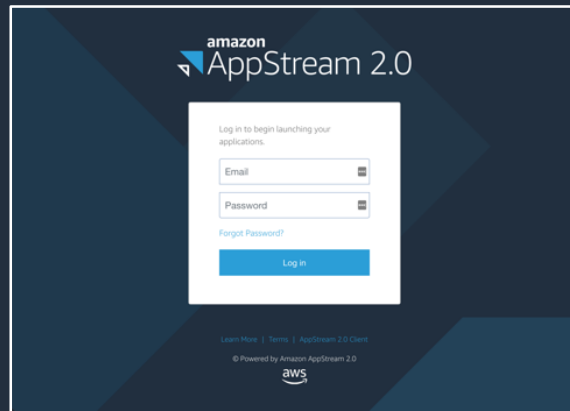 amazon
AppStream 2.0
Log in to begin launching your
applications.
Email
Password
Forgot Password?
Log in
Learn More | Terms | AppStream 2.0 Client
© Powered by Amazon AppStream 2.0
aws